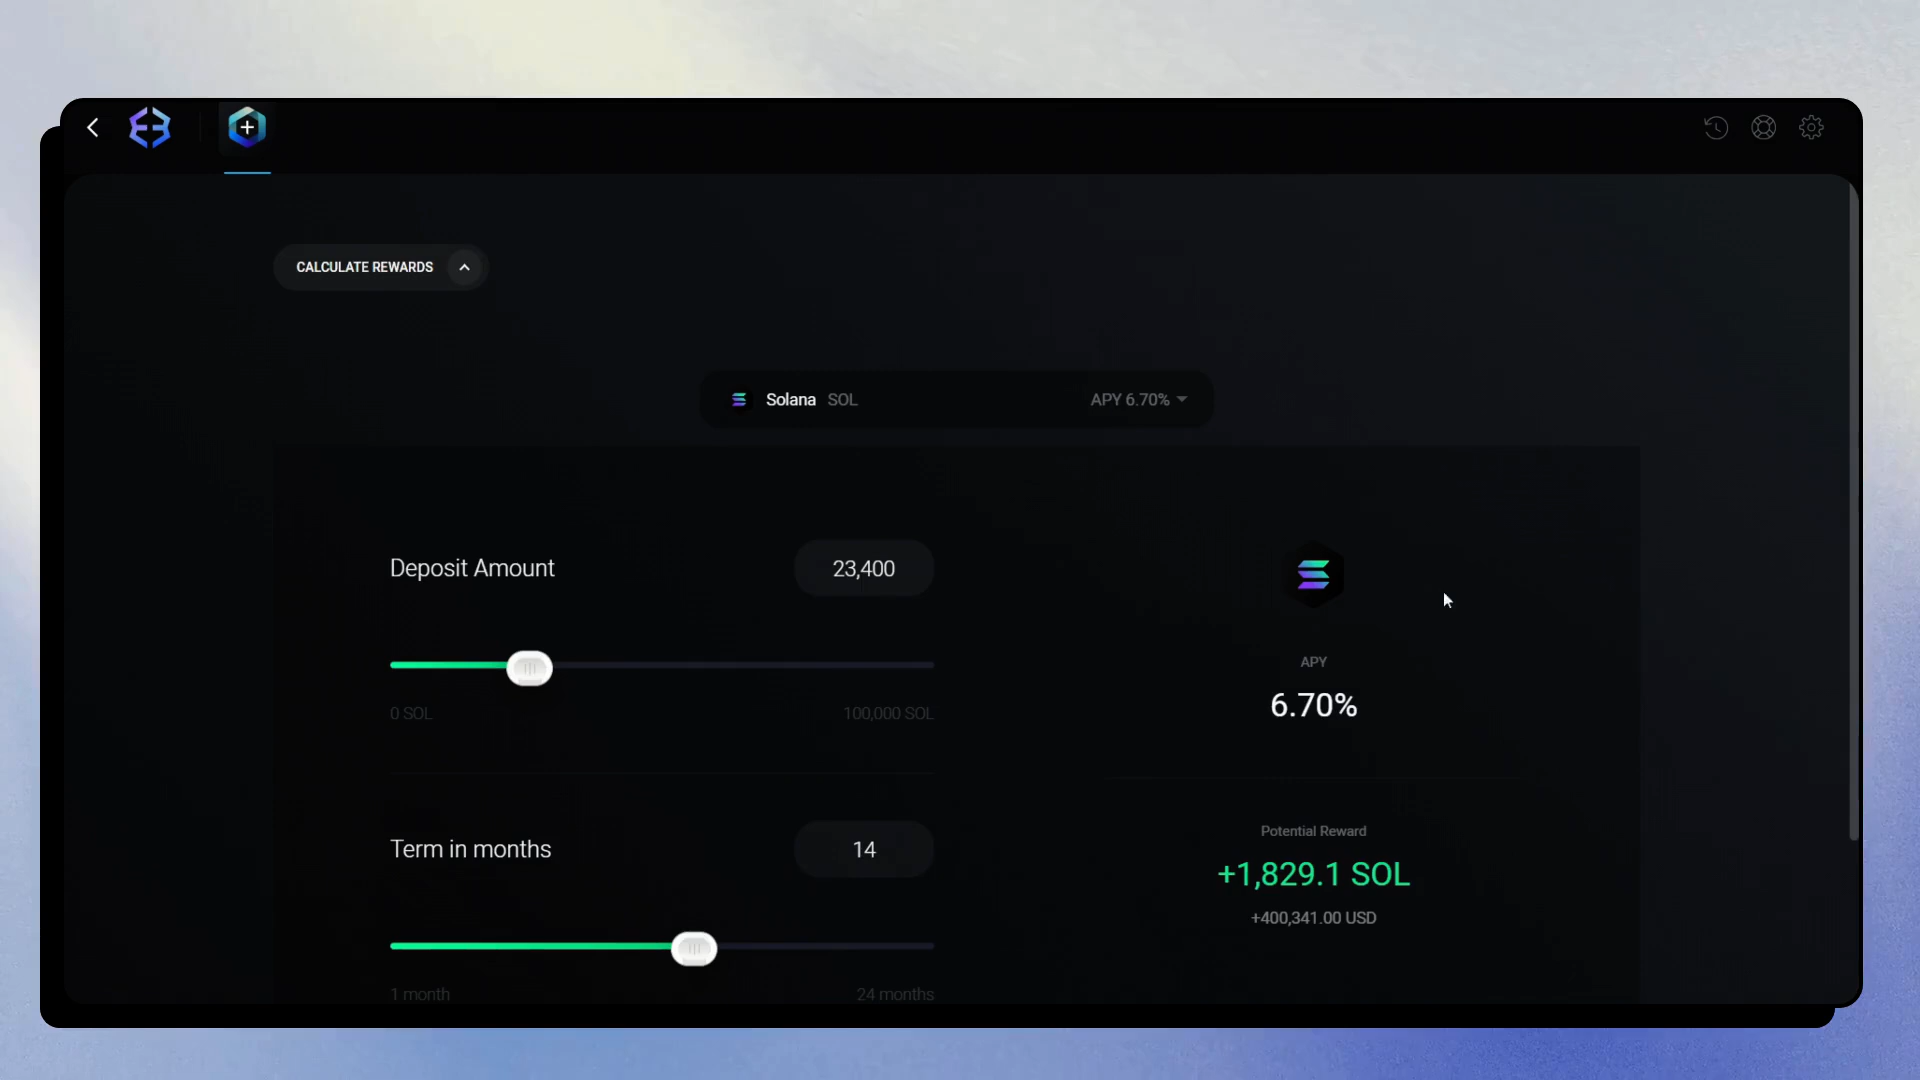 CALCULATE REWARDS
Solana SOL APY 6.70%
Deposit Amount 23,400
0 SOL 100,000 SOL
Term in months 14
1 month 24 months
APY
6.70%
Potential Reward
+1,829.1 SOL
+400,341.00 USD